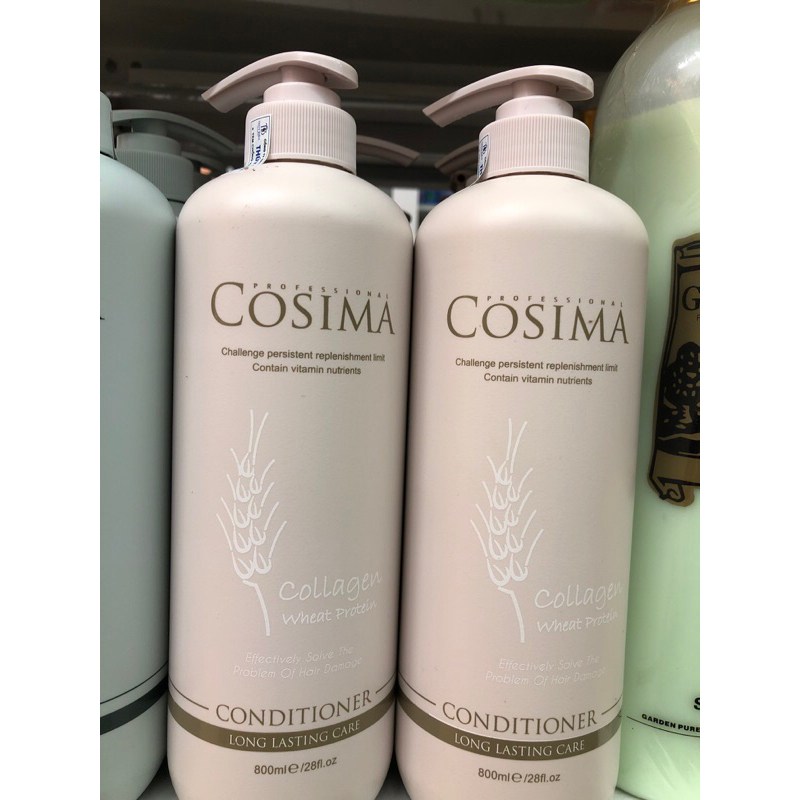 PROFESSIONAL
COSIMA
Challenge persistent replenishment limit
Contain vitamin nutrients
Collagen
Wheat Protein
Effectively Solve The
Problem Of Hair Damage
CONDITIONER
LONG LASTING CARE
800ml e/28fl.oz
PROFESSIONAL
COSIMA
Challenge persistent replenishment limit
Contain vitamin nutrients
Collagen
Wheat Protein
Effectively Solve The
Problem Of Hair Damage
CONDITIONER
LONG LASTING CARE
800ml e/28fl.oz
G
S
GARDEN PURE